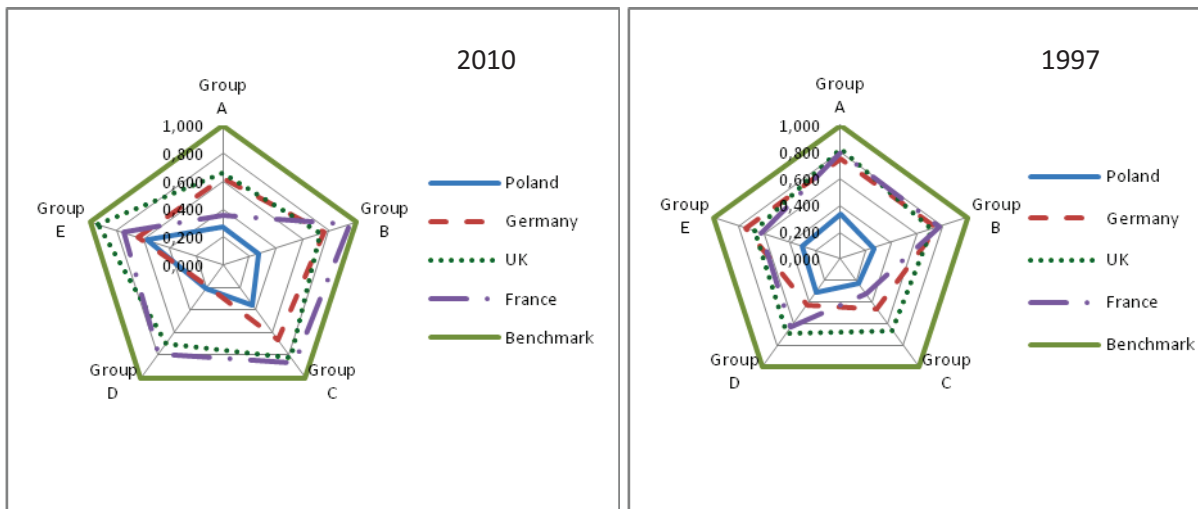 2010
Group
A
1,000
0,800
0,600
0,400
0,200
0,000
Group
B
Group
C
Group
D
Group
E
Poland
Germany
UK
France
Benchmark
1997
Group
A
1,000
0,800
0,600
0,400
0,200
0,000
Group
B
Group
C
Group
D
Group
E
Poland
Germany
UK
France
Benchmark